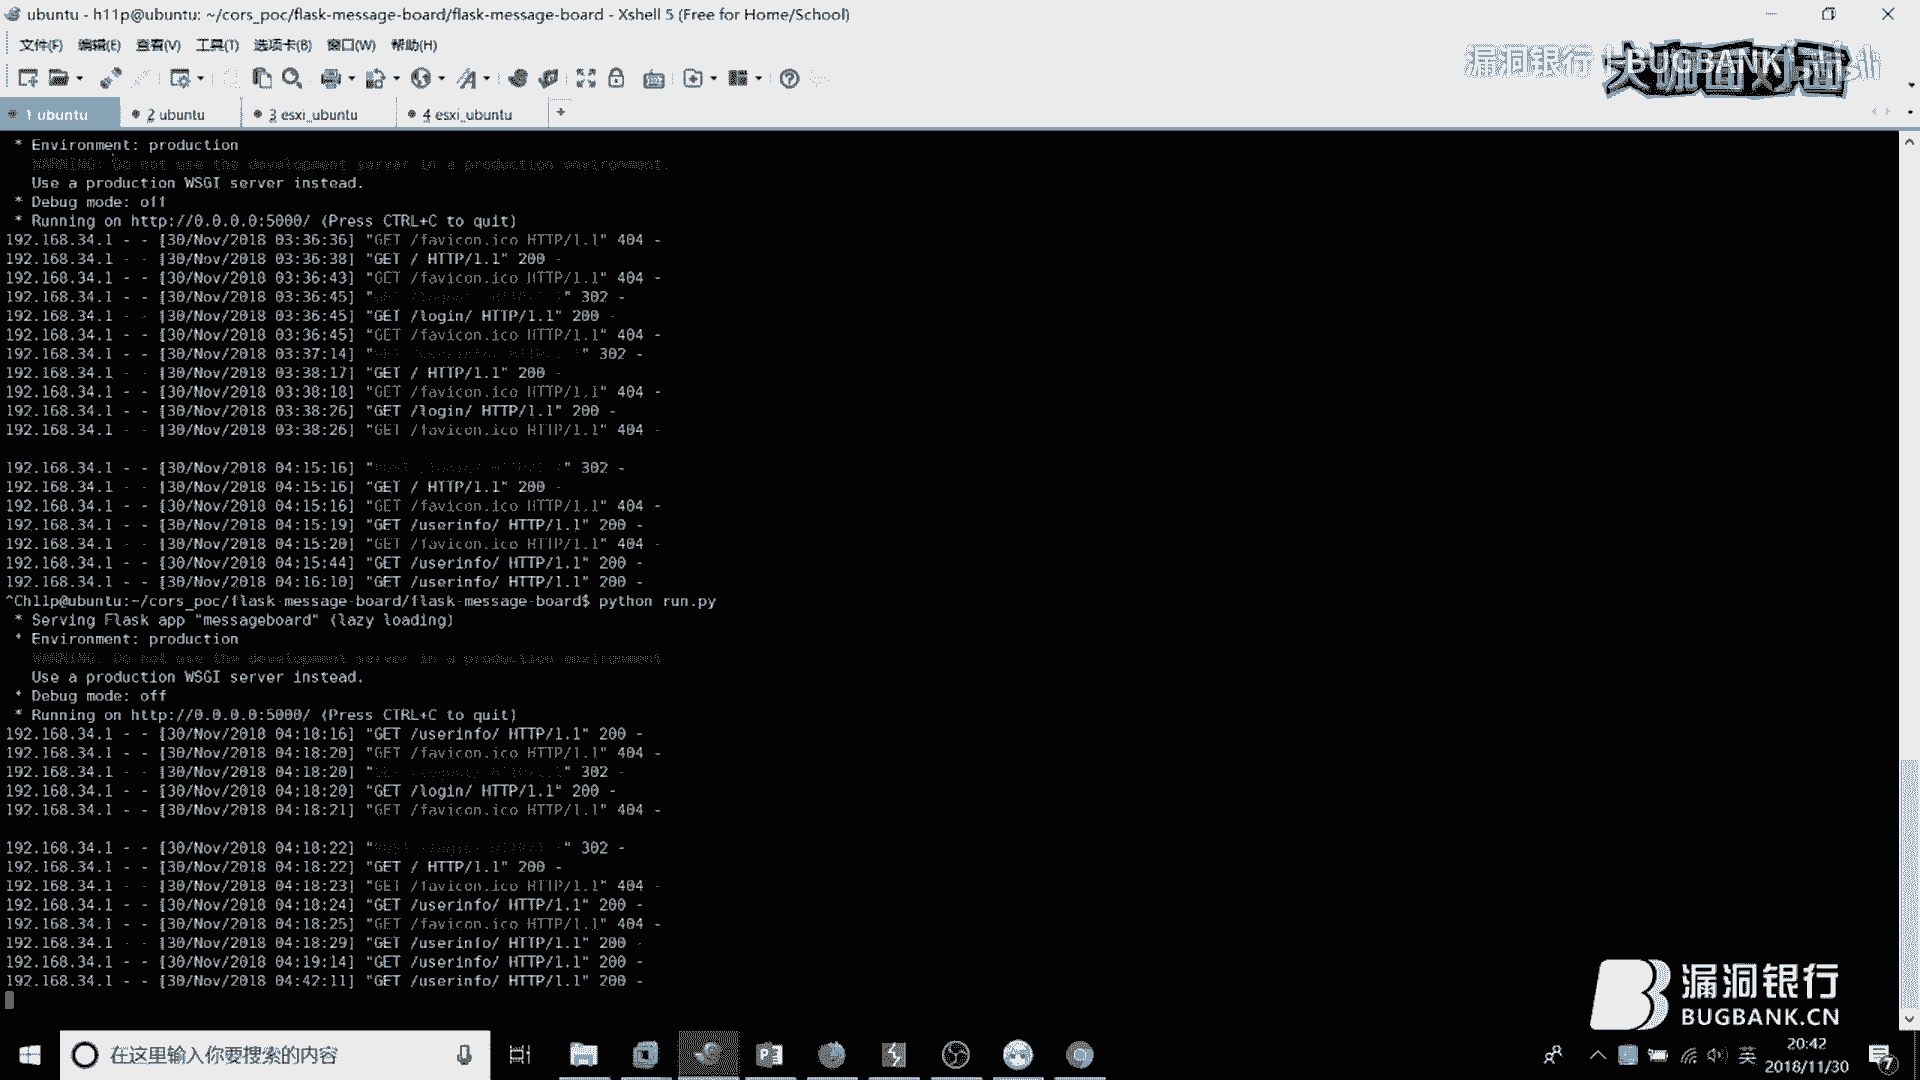 ubuntu - h11p@ubuntu: ~/cors_poc/flask-message-board/flask-message-board - Xshell 5 (Free for Home/School)
文件(F) 编辑(E) 查看(V) 工具(T) 选项卡(B) 窗口(W) 帮助(H)
漏洞银行 BUGBANK 大咖面对面
1 ubuntu 2 ubuntu 3 esxi_ubuntu 4 esxi_ubuntu +
* Environment: production
WARNING: Do not use the development server in a production environment.
Use a production WSGI server instead.
* Debug mode: off
* Running on http://0.0.0.0:5000/ (Press CTRL+C to quit)
192.168.34.1 - - [30/Nov/2018 03:36:36] "GET /favicon.ico HTTP/1.1" 404 -
192.168.34.1 - - [30/Nov/2018 03:36:38] "GET / HTTP/1.1" 200 -
192.168.34.1 - - [30/Nov/2018 03:36:43] "GET /favicon.ico HTTP/1.1" 404 -
192.168.34.1 - - [30/Nov/2018 03:36:45] " " 302 -
192.168.34.1 - - [30/Nov/2018 03:36:45] "GET /login/ HTTP/1.1" 200 -
192.168.34.1 - - [30/Nov/2018 03:36:45] "GET /favicon.ico HTTP/1.1" 404 -
192.168.34.1 - - [30/Nov/2018 03:37:14] " " 302 -
192.168.34.1 - - [30/Nov/2018 03:38:17] "GET / HTTP/1.1" 200 -
192.168.34.1 - - [30/Nov/2018 03:38:18] "GET /favicon.ico HTTP/1.1" 404 -
192.168.34.1 - - [30/Nov/2018 03:38:26] "GET /login/ HTTP/1.1" 200 -
192.168.34.1 - - [30/Nov/2018 03:38:26] "GET /favicon.ico HTTP/1.1" 404 -
192.168.34.1 - - [30/Nov/2018 04:15:16] " " 302 -
192.168.34.1 - - [30/Nov/2018 04:15:16] "GET / HTTP/1.1" 200 -
192.168.34.1 - - [30/Nov/2018 04:15:16] "GET /favicon.ico HTTP/1.1" 404 -
192.168.34.1 - - [30/Nov/2018 04:15:19] "GET /userinfo/ HTTP/1.1" 200 -
192.168.34.1 - - [30/Nov/2018 04:15:20] "GET /favicon.ico HTTP/1.1" 404 -
192.168.34.1 - - [30/Nov/2018 04:15:44] "GET /userinfo/ HTTP/1.1" 200 -
192.168.34.1 - - [30/Nov/2018 04:16:10] "GET /userinfo/ HTTP/1.1" 200 -
^Ch11p@ubuntu:~/cors_poc/flask-message-board/flask-message-board$ python run.py
* Serving Flask app "messageboard" (lazy loading)
* Environment: production
WARNING: Do not use the development server in a production environment.
Use a production WSGI server instead.
* Debug mode: off
* Running on http://0.0.0.0:5000/ (Press CTRL+C to quit)
192.168.34.1 - - [30/Nov/2018 04:18:16] "GET /userinfo/ HTTP/1.1" 200 -
192.168.34.1 - - [30/Nov/2018 04:18:20] "GET /favicon.ico HTTP/1.1" 404 -
192.168.34.1 - - [30/Nov/2018 04:18:20] " " 302 -
192.168.34.1 - - [30/Nov/2018 04:18:20] "GET /login/ HTTP/1.1" 200 -
192.168.34.1 - - [30/Nov/2018 04:18:21] "GET /favicon.ico HTTP/1.1" 404 -
192.168.34.1 - - [30/Nov/2018 04:18:22] " " 302 -
192.168.34.1 - - [30/Nov/2018 04:18:22] "GET / HTTP/1.1" 200 -
192.168.34.1 - - [30/Nov/2018 04:18:23] "GET /favicon.ico HTTP/1.1" 404 -
192.168.34.1 - - [30/Nov/2018 04:18:24] "GET /userinfo/ HTTP/1.1" 200 -
192.168.34.1 - - [30/Nov/2018 04:18:25] "GET /favicon.ico HTTP/1.1" 404 -
192.168.34.1 - - [30/Nov/2018 04:18:29] "GET /userinfo/ HTTP/1.1" 200 -
192.168.34.1 - - [30/Nov/2018 04:19:14] "GET /userinfo/ HTTP/1.1" 200 -
192.168.34.1 - - [30/Nov/2018 04:42:11] "GET /userinfo/ HTTP/1.1" 200 -
漏洞银行
BUGBANK.CN
在这里输入你要搜索的内容
英
20:42
2018/11/30
7